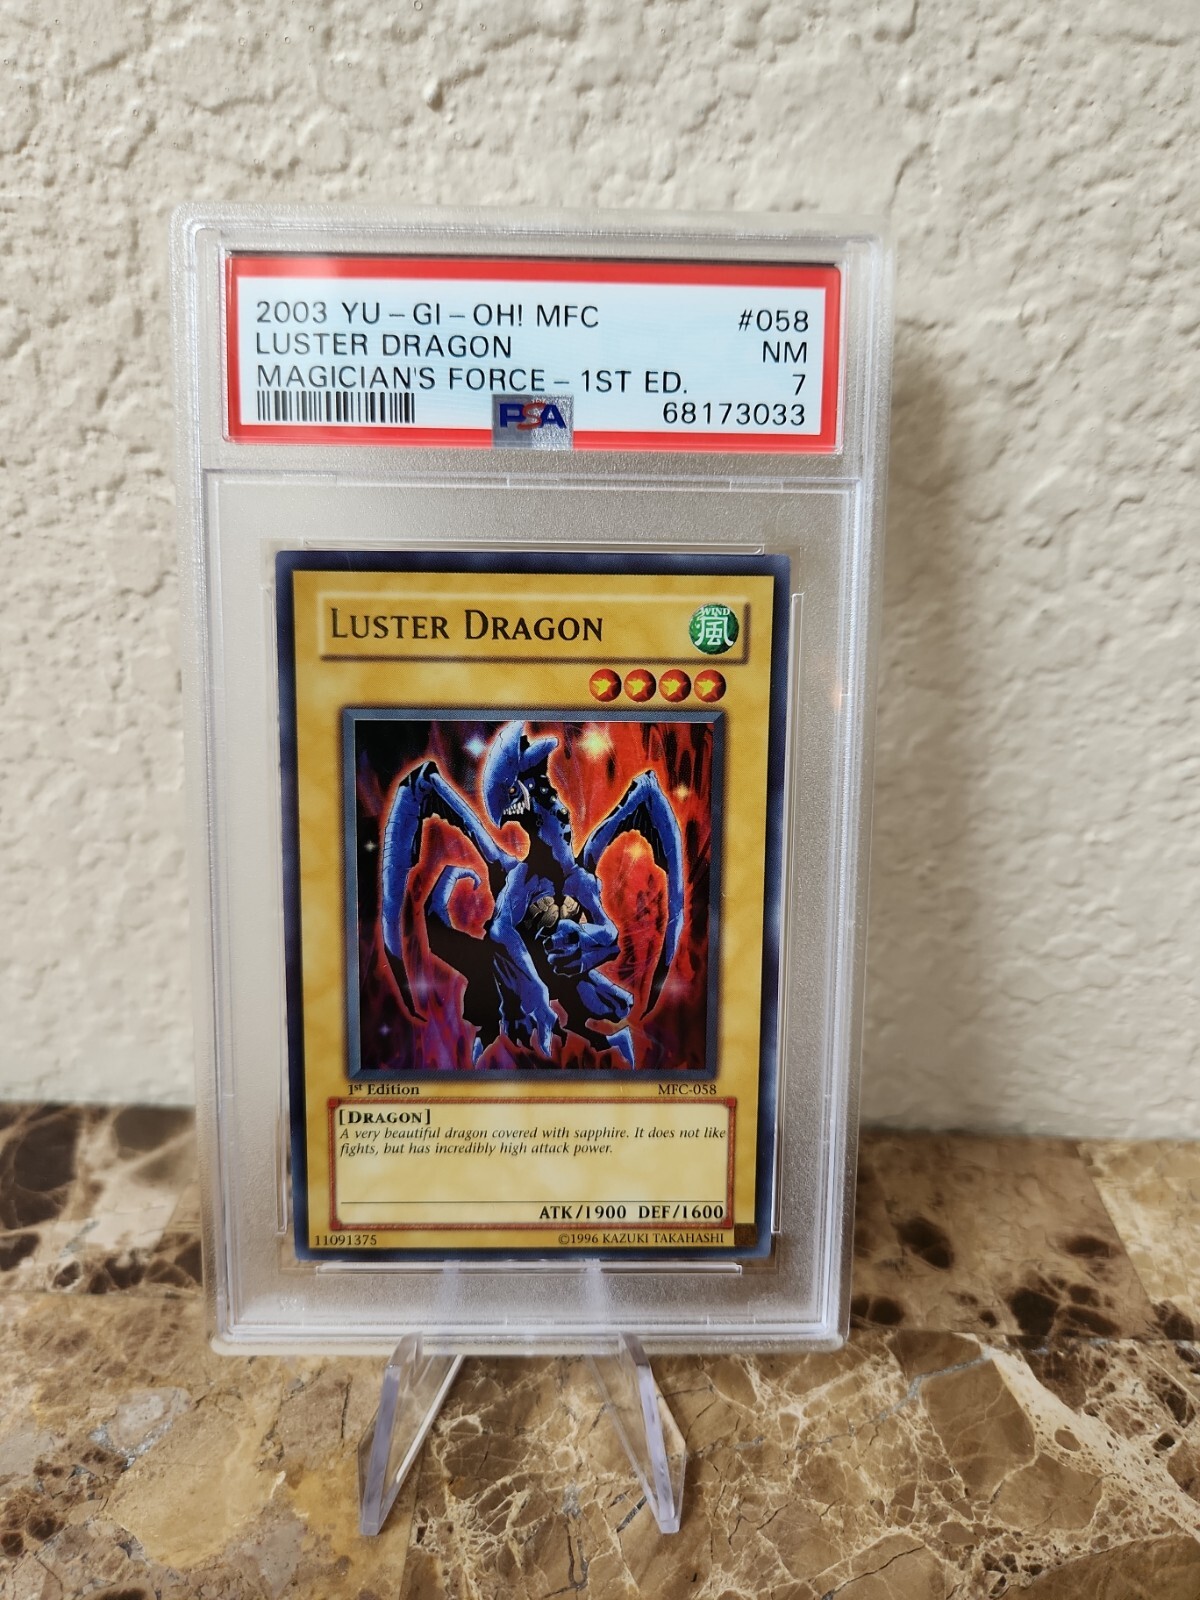 2003 YU-GI-OH! MFC #058
LUSTER DRAGON NM
MAGICIAN'S FORCE-1ST ED. 7
PSA 68173033
LUSTER DRAGON
WIND
風
1st Edition MFC-058
[DRAGON]
A very beautiful dragon covered with sapphire. It does not like
fights, but has incredibly high attack power.
ATK/1900 DEF/1600
11091375 ©1996 KAZUKI TAKAHASHI